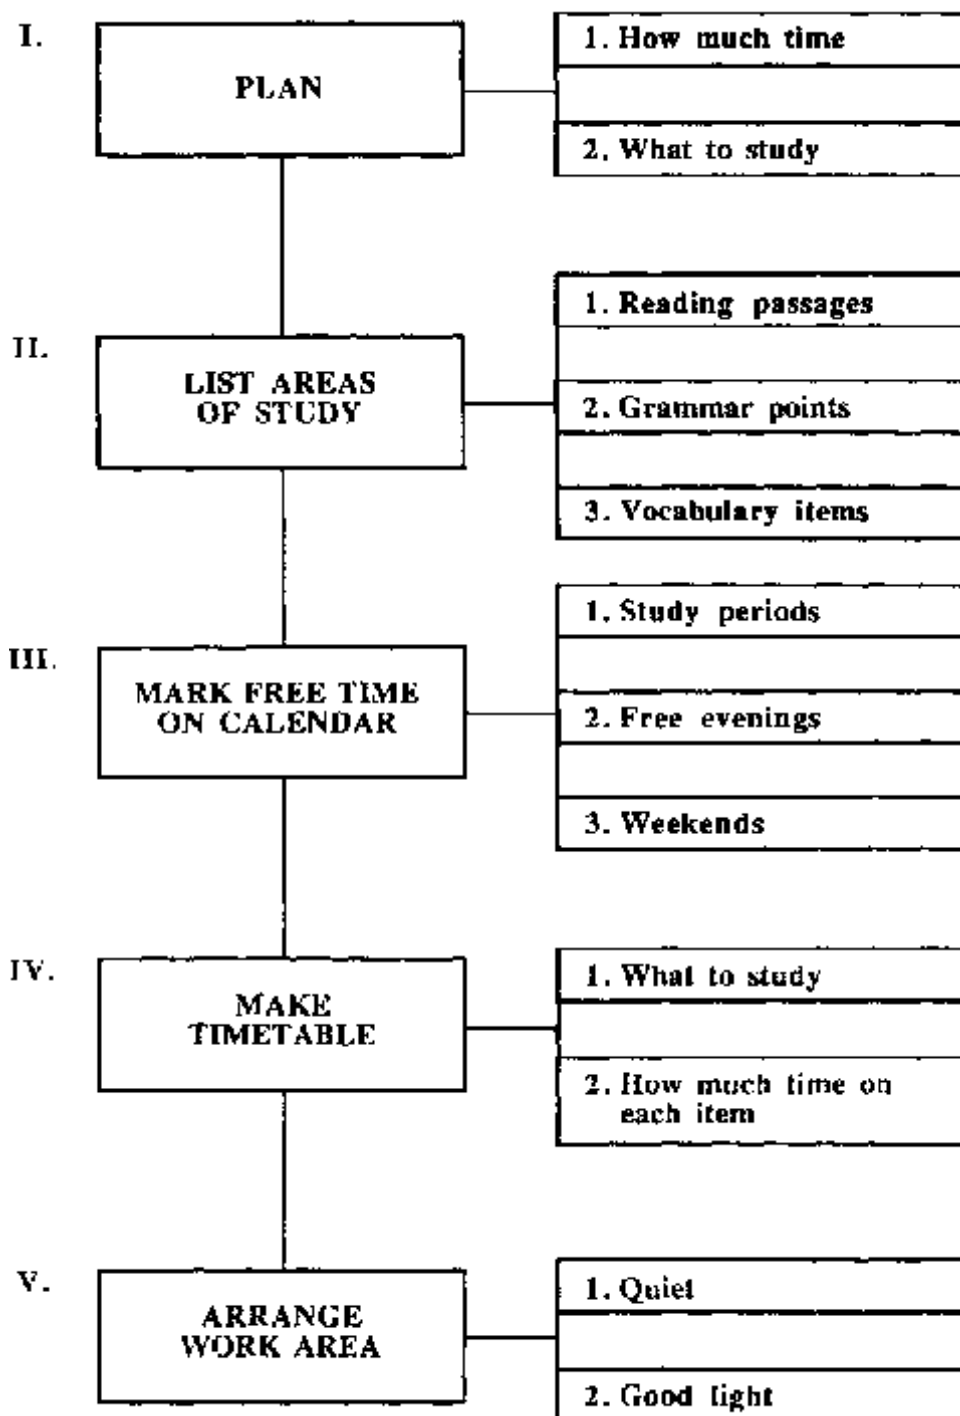 I.
PLAN
1. How much time
2. What to study
II.
LIST AREAS
OF STUDY
1. Reading passages
2. Grammar points
3. Vocabulary items
III.
MARK FREE TIME
ON CALENDAR
1. Study periods
2. Free evenings
3. Weekends
IV.
MAKE
TIMETABLE
1. What to study
2. How much time on
each item
V.
ARRANGE
WORK AREA
1. Quiet
2. Good light